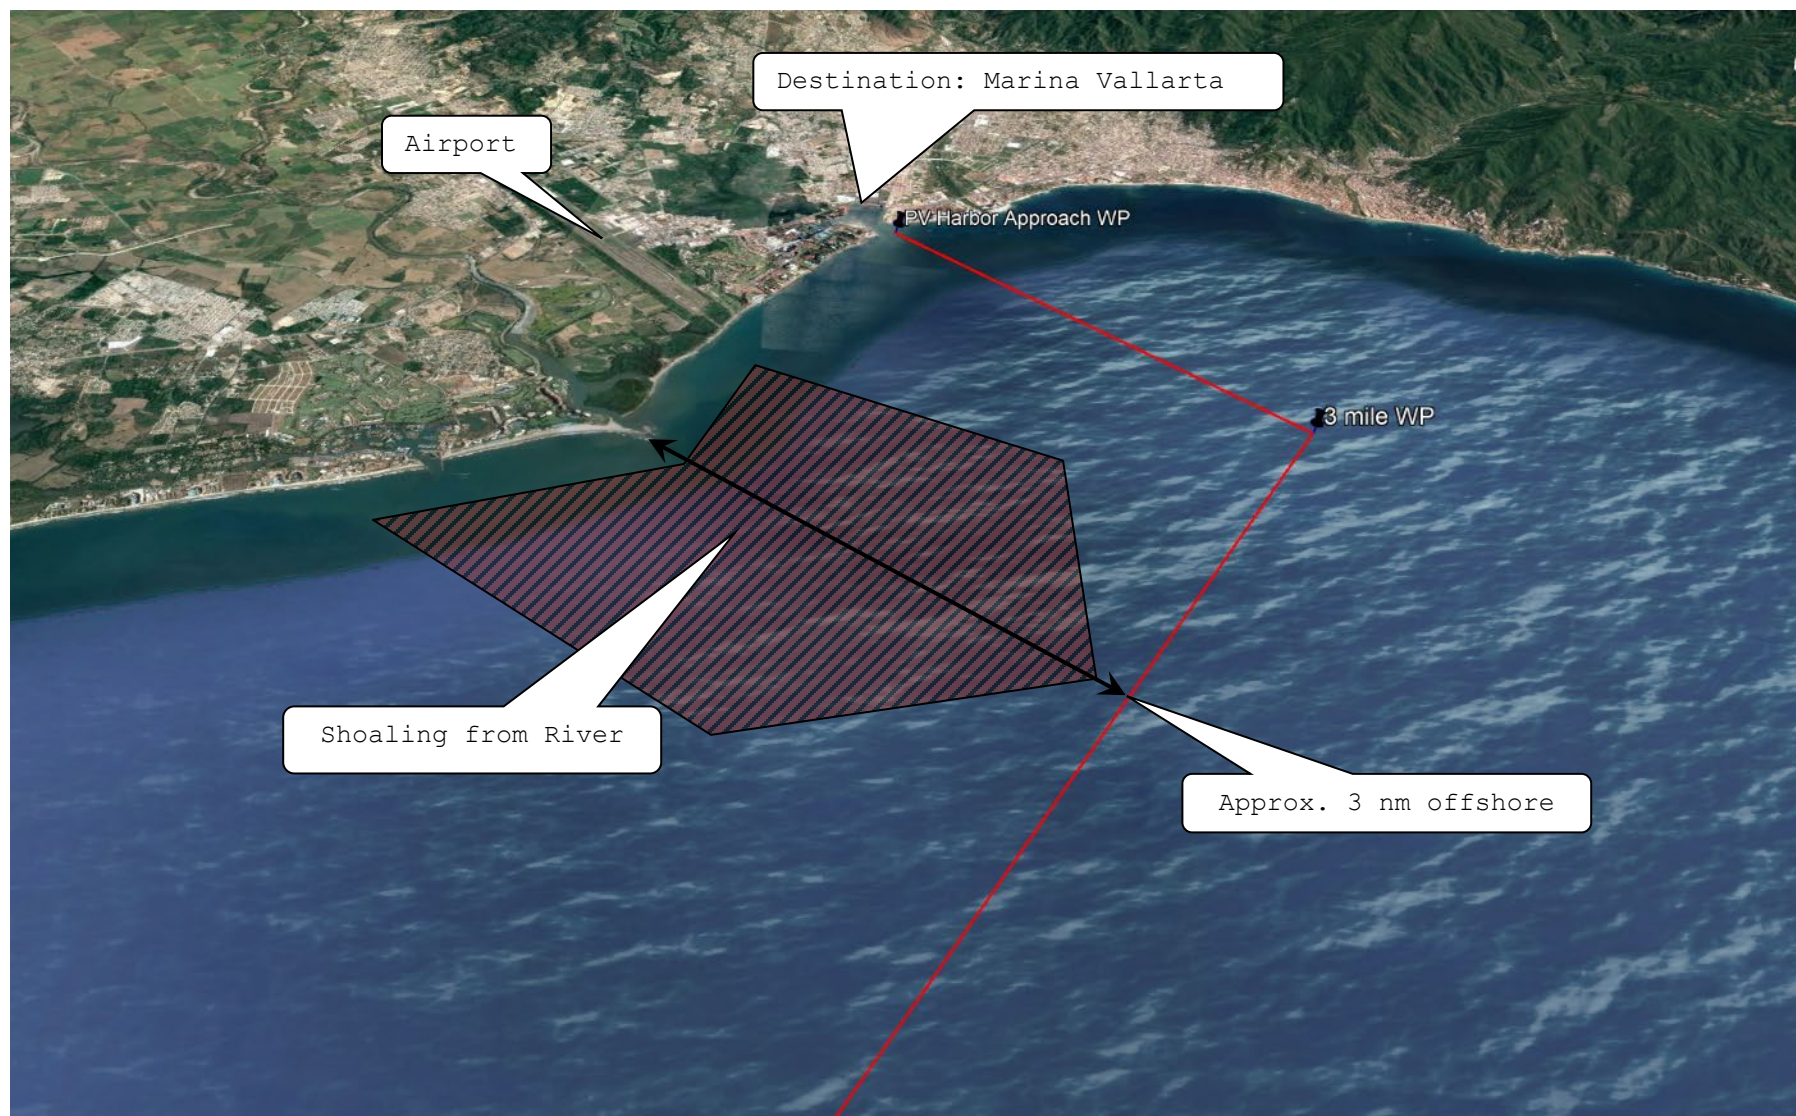 Destination: Marina Vallarta
Airport
PV Harbor Approach WP
3 mile WP
Shoaling from River
Approx. 3 nm offshore